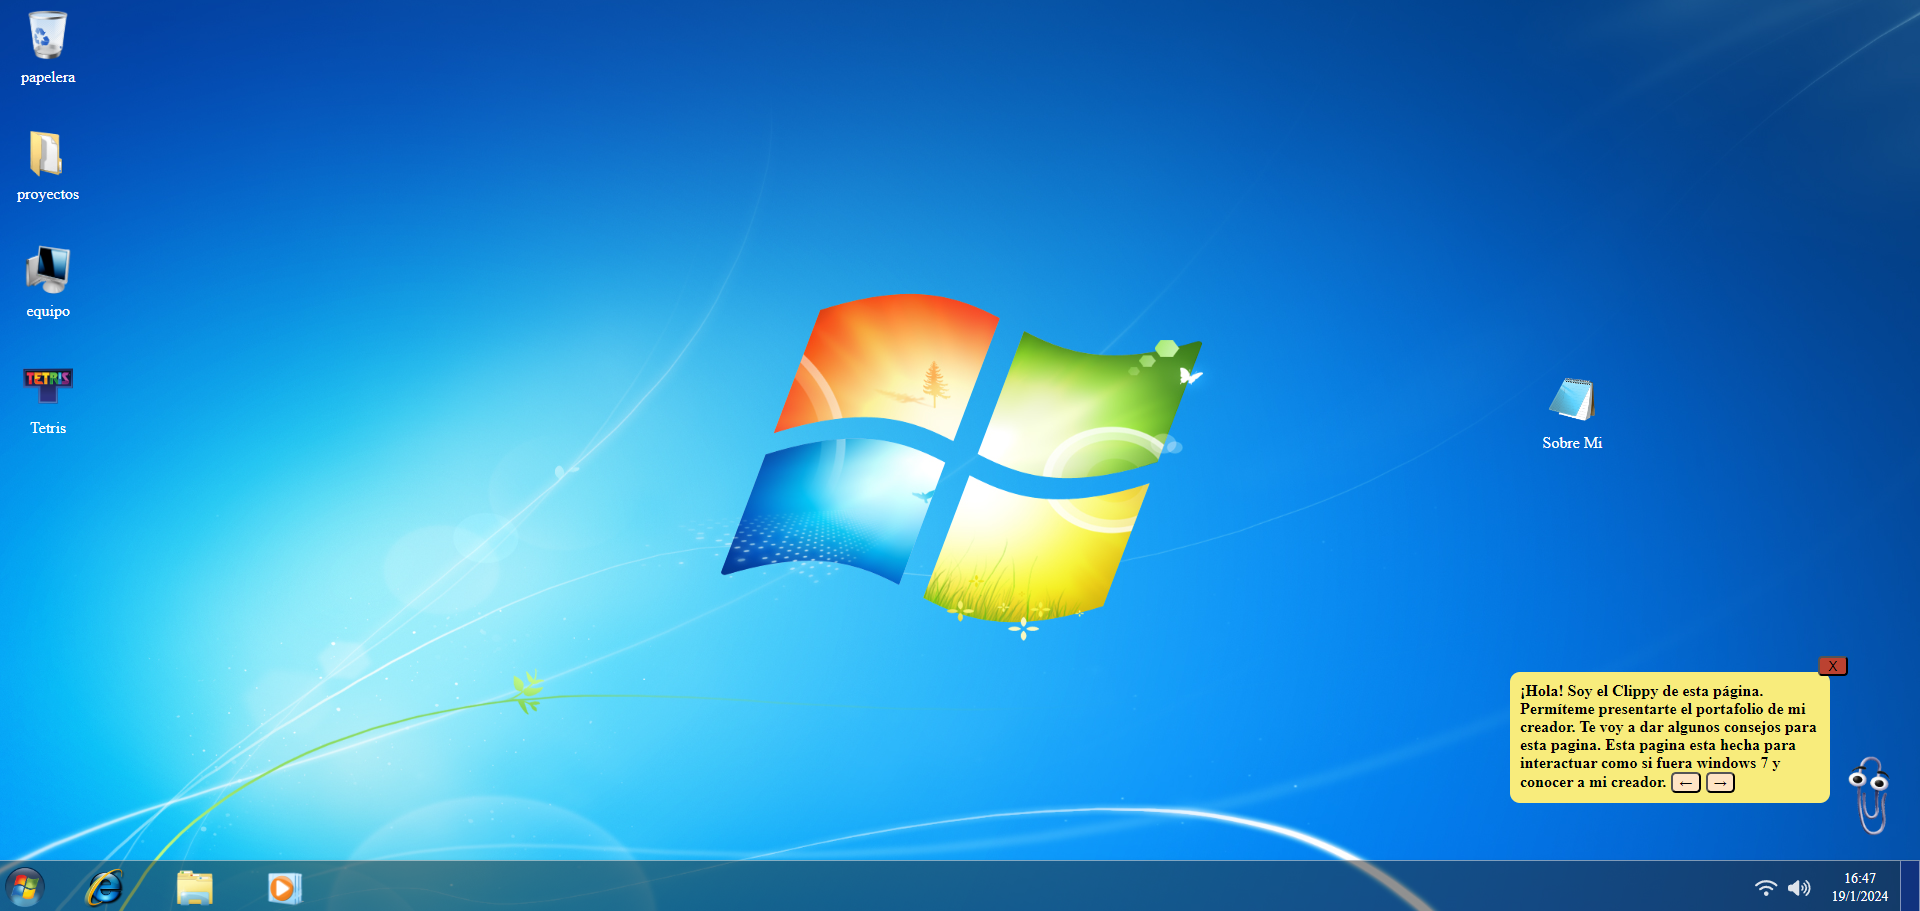 papelera
proyectos
equipo
TETRIS
Tetris
Sobre Mi
X
¡Hola! Soy el Clippy de esta página.
Permíteme presentarte el portafolio de mi
creador. Te voy a dar algunos consejos para
esta pagina. Esta pagina esta hecha para
interactuar como si fuera windows 7 y
conocer a mi creador. ← →
16:47
19/1/2024